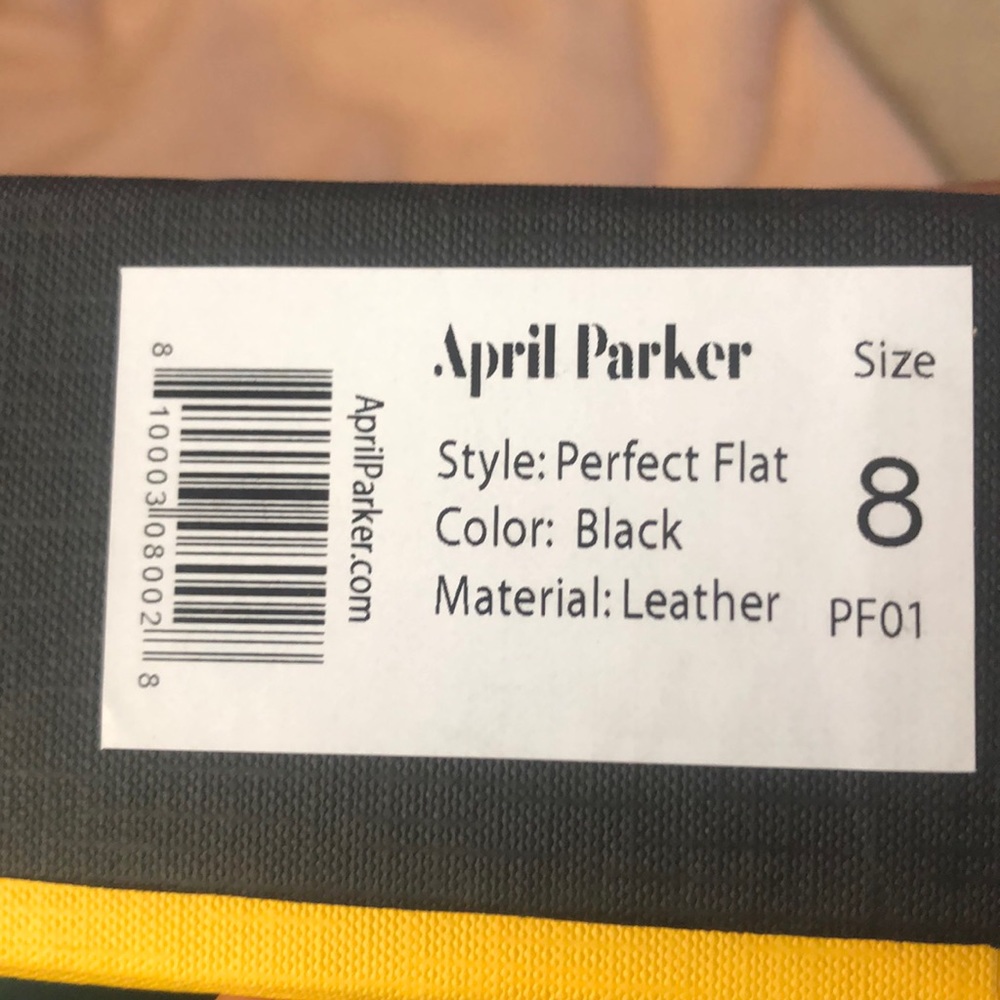 April Parker
Size
Style: Perfect Flat
Color: Black
Material: Leather
8
PF01
AprilParker.com
8 10003 08002 8